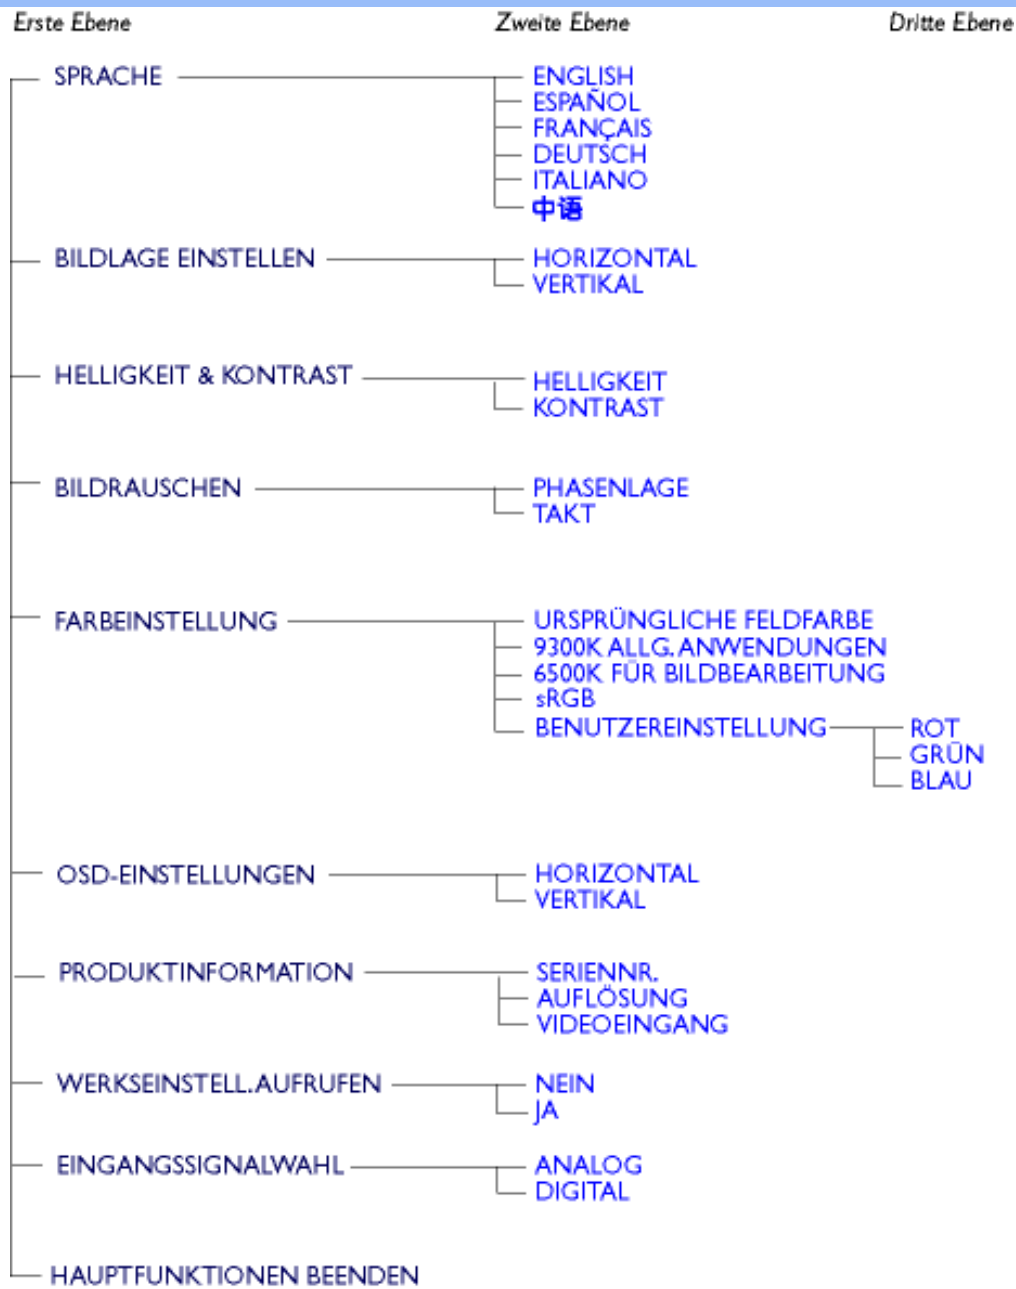 Erste Ebene Zweite Ebene Dritte Ebene
SPRACHE ENGLISH
ESPAÑOL
FRANÇAIS
DEUTSCH
ITALIANO
中语
BILDLAGE EINSTELLEN HORIZONTAL
VERTIKAL
HELLIGKEIT & KONTRAST HELLIGKEIT
KONTRAST
BILDRAUSCHEN PHASENLAGE
TAKT
FARBEINSTELLUNG URSPRÜNGLICHE FELDFARBE
9300K ALLG. ANWENDUNGEN
6500K FÜR BILDBEARBEITUNG
sRGB
BENUTZEREINSTELLUNG ROT
GRÜN
BLAU
OSD-EINSTELLUNGEN HORIZONTAL
VERTIKAL
PRODUKTINFORMATION SERIENNR.
AUFLÖSUNG
VIDEOEINGANG
WERKSEINSTELL. AUFRUFEN NEIN
JA
EINGANGSSIGNALWAHL ANALOG
DIGITAL
HAUPTFUNKTIONEN BEENDEN